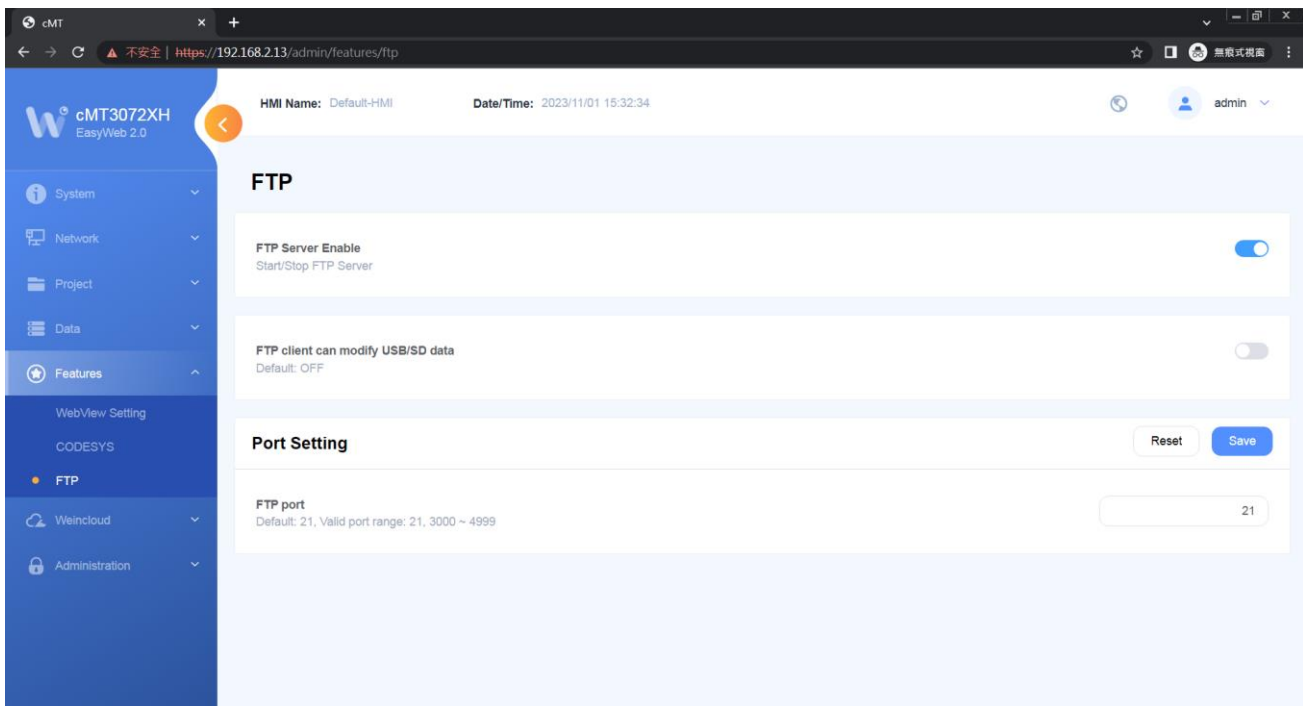 cMT
不安全 | https://192.168.2.13/admin/features/ftp
無痕式視窗
cMT3072XH
EasyWeb 2.0
HMI Name: Default-HMI
Date/Time: 2023/11/01 15:32:34
admin
System
Network
Project
Data
Features
WebView Setting
CODESYS
FTP
Weincloud
Administration
FTP
FTP Server Enable
Start/Stop FTP Server
FTP client can modify USB/SD data
Default: OFF
Port Setting
Reset
Save
FTP port
Default: 21, Valid port range: 21, 3000 ~ 4999
21